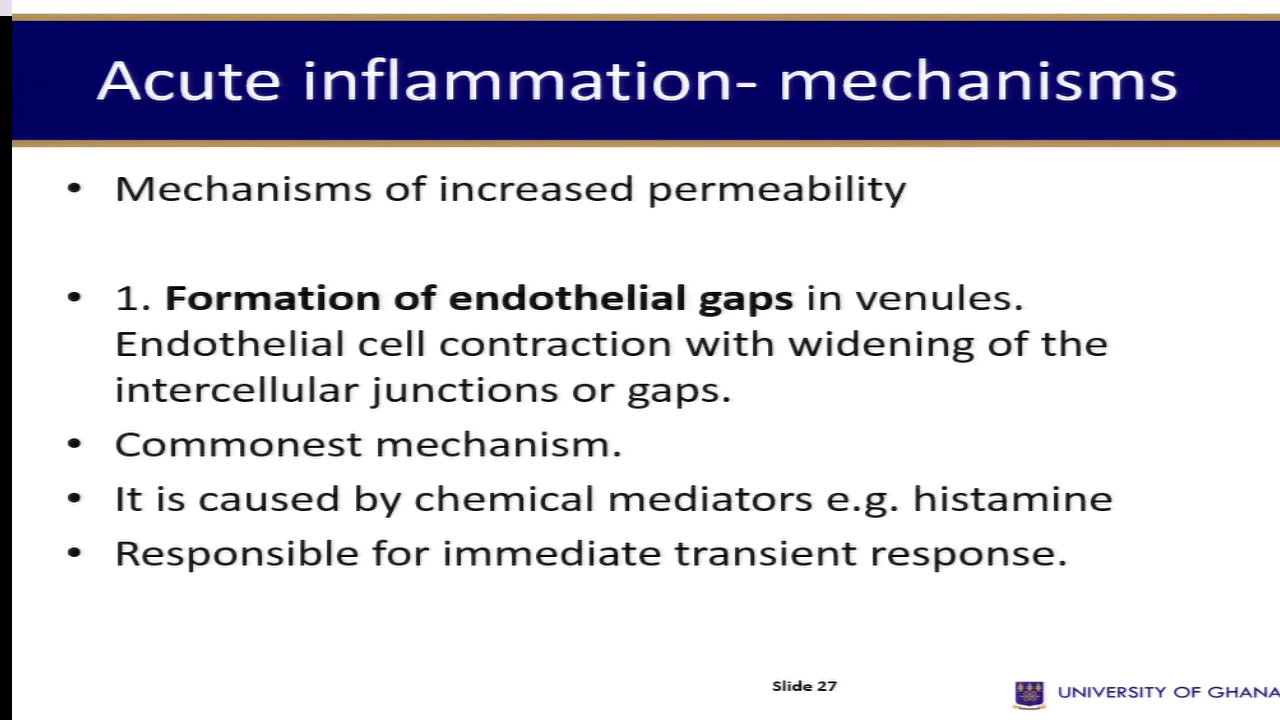 Acute inflammation- mechanisms
• Mechanisms of increased permeability
• 1. Formation of endothelial gaps in venules.
Endothelial cell contraction with widening of the
intercellular junctions or gaps.
• Commonest mechanism.
• It is caused by chemical mediators e.g. histamine
• Responsible for immediate transient response.
Slide 27
UNIVERSITY OF GHANA